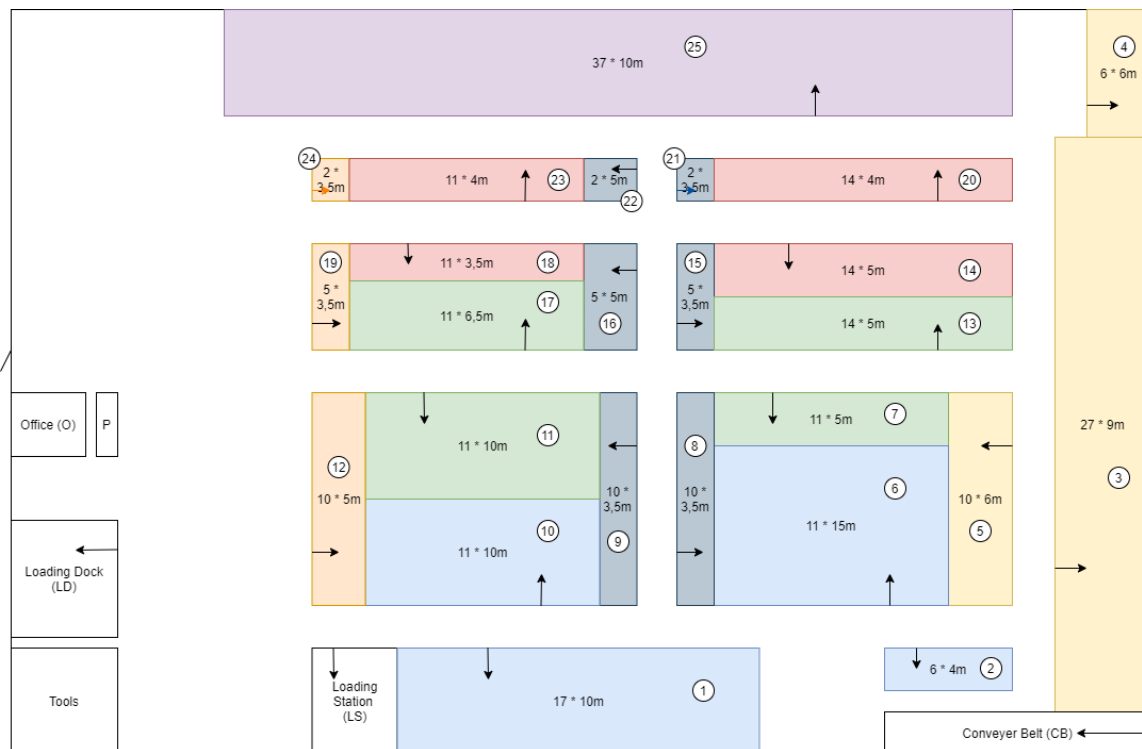 25
37 * 10m
4
6 * 6m
24
2 *
3,5m
11 * 4m
23
2 * 5m
22
21
2 *
3,5m
14 * 4m
20
19
5 *
3,5m
11 * 3,5m
18
11 * 6,5m
17
5 * 5m
16
15
5 *
3,5m
14 * 5m
14
14 * 5m
13
Office (O)
P
12
10 * 5m
11 * 10m
11
11 * 10m
10
10 *
3,5m
9
8
10 *
3,5m
11 * 5m
7
6
11 * 15m
10 * 6m
5
27 * 9m
3
Loading Dock
(LD)
Tools
Loading
Station
(LS)
17 * 10m
1
6 * 4m
2
Conveyer Belt (CB)